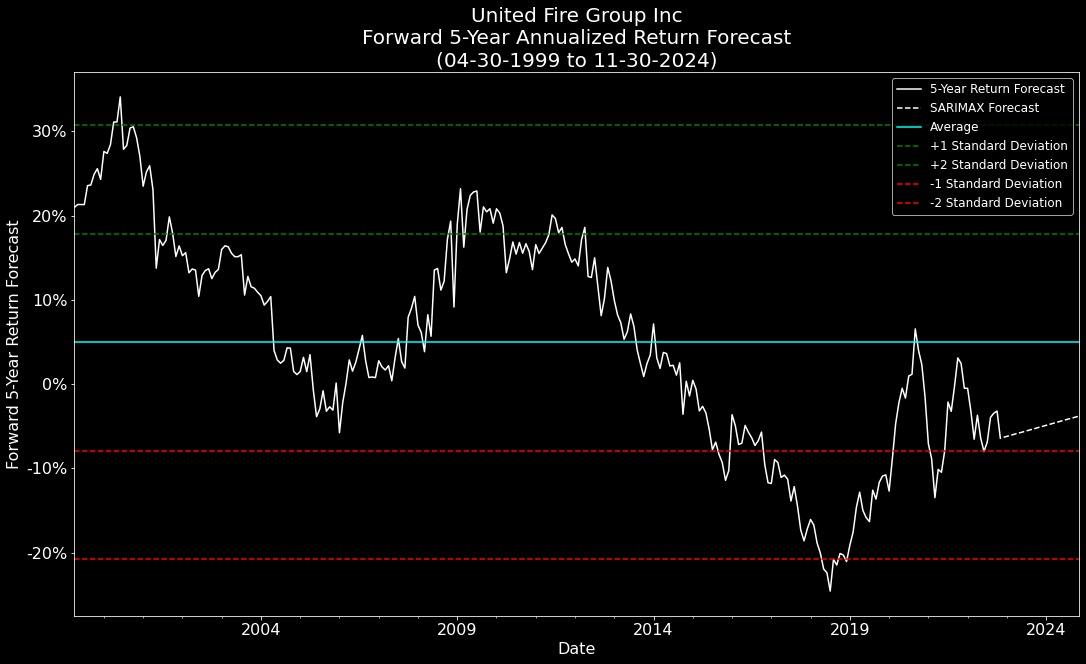 United Fire Group Inc
Forward 5-Year Annualized Return Forecast
(04-30-1999 to 11-30-2024)
5-Year Return Forecast
SARIMAX Forecast
Average
+1 Standard Deviation
+2 Standard Deviation
-1 Standard Deviation
-2 Standard Deviation
Forward 5-Year Return Forecast
30%
20%
10%
0%
-10%
-20%
2004
2009
2014
2019
2024
Date